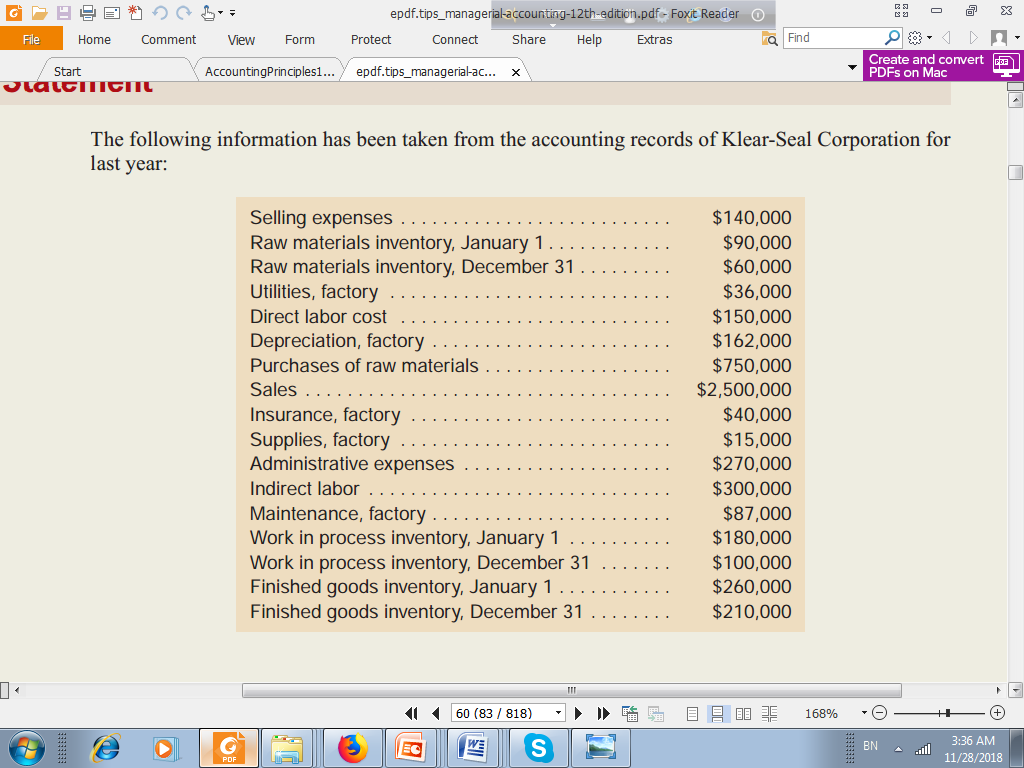 epdf.tips_managerial-accounting-12th-edition.pdf - Foxit Reader
File Home Comment View Form Protect Connect Share Help Extras Find
Start AccountingPrinciples1... epdf.tips_managerial-ac... x
Create and convert
PDFs on Mac
Statement
The following information has been taken from the accounting records of Klear-Seal Corporation for
last year:
Selling expenses . . . . . . . . . . . . . . . . . . . . . . . . . . $140,000
Raw materials inventory, January 1 . . . . . . . . . . . . $90,000
Raw materials inventory, December 31 . . . . . . . . . $60,000
Utilities, factory . . . . . . . . . . . . . . . . . . . . . . . . . . . $36,000
Direct labor cost . . . . . . . . . . . . . . . . . . . . . . . . . . $150,000
Depreciation, factory . . . . . . . . . . . . . . . . . . . . . . . $162,000
Purchases of raw materials . . . . . . . . . . . . . . . . . . $750,000
Sales . . . . . . . . . . . . . . . . . . . . . . . . . . . . . . . . . . . $2,500,000
Insurance, factory . . . . . . . . . . . . . . . . . . . . . . . . . $40,000
Supplies, factory . . . . . . . . . . . . . . . . . . . . . . . . . . $15,000
Administrative expenses . . . . . . . . . . . . . . . . . . . . $270,000
Indirect labor . . . . . . . . . . . . . . . . . . . . . . . . . . . . . $300,000
Maintenance, factory . . . . . . . . . . . . . . . . . . . . . . . $87,000
Work in process inventory, January 1 . . . . . . . . . . $180,000
Work in process inventory, December 31 . . . . . . . $100,000
Finished goods inventory, January 1 . . . . . . . . . . . $260,000
Finished goods inventory, December 31 . . . . . . . . $210,000
60 (83 / 818) 168%
PDF BN 3:36 AM
11/28/2018